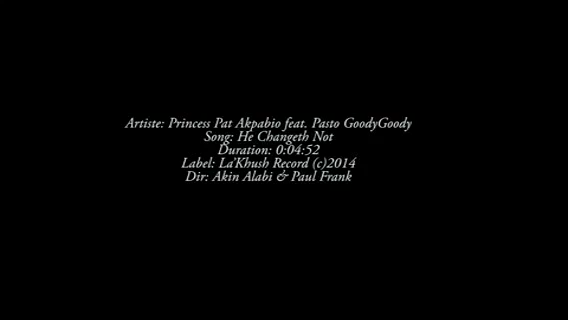 Artiste: Princess Pat Akpabio feat. Pasto GoodyGoody
Song: He Changeth Not
Duration: 0:04:52
Label: La'Khush Record (c)2014
Dir: Akin Alabi & Paul Frank